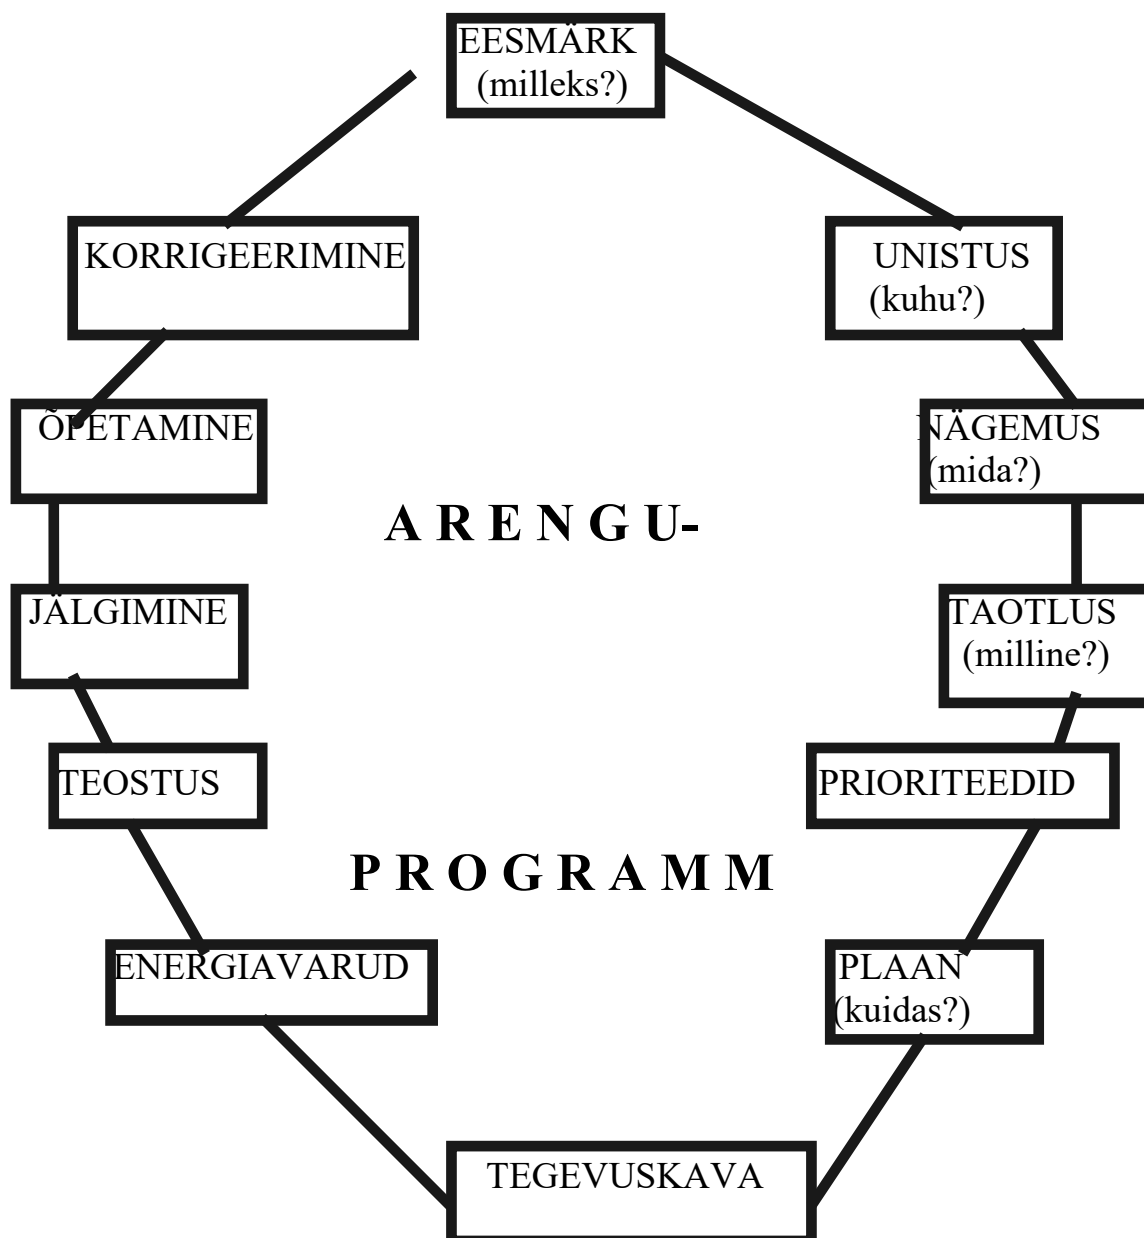 EESMÄRK
(milleks?)
KORRIGEERIMINE
UNISTUS
(kuhu?)
ÕPETAMINE
NÄGEMUS
(mida?)
A R E N G U-
JÄLGIMINE
TAOTLUS
(milline?)
TEOSTUS
PRIORITEEDID
P R O G R A M M
ENERGIAVARUD
PLAAN
(kuidas?)
TEGEVUSKAVA